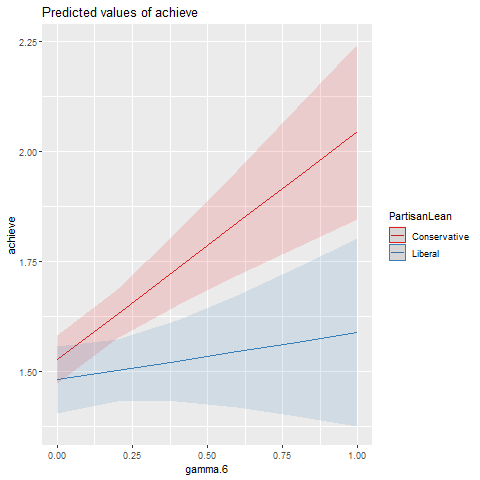 Predicted values of achieve
2.25
2.00
1.75
1.50
achieve
0.00 0.25 0.50 0.75 1.00
gamma.6
PartisanLean
Conservative
Liberal